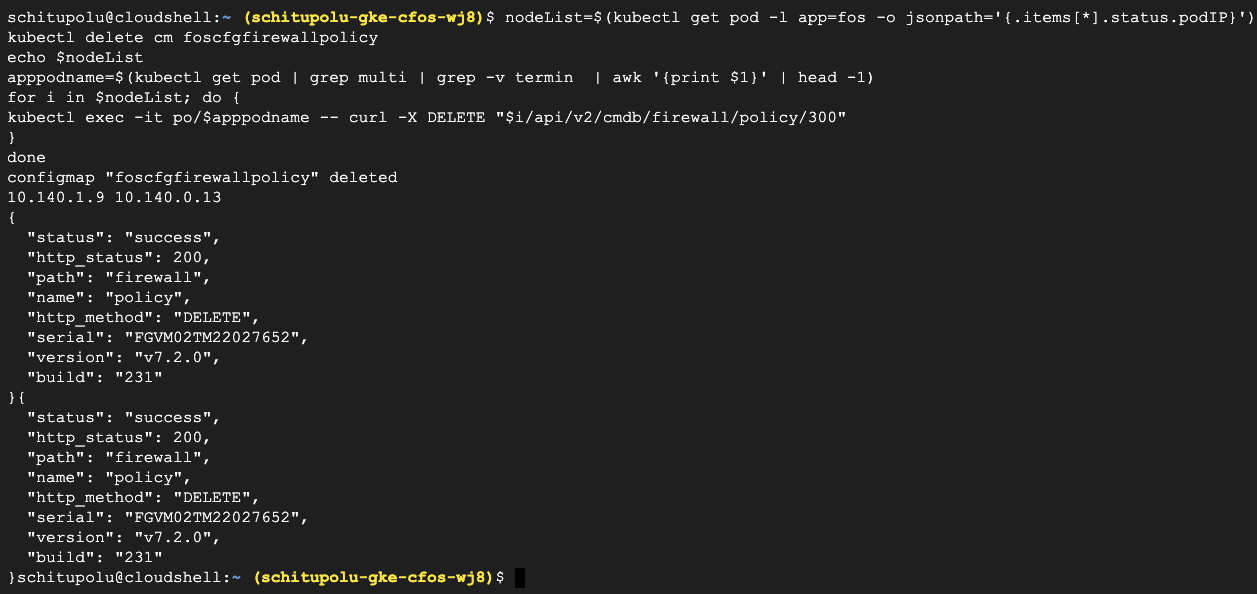 schitupolu@cloudshell:~ (schitupolu-gke-cfos-wj8)$ nodeList=$(kubectl get pod -l app=fos -o jsonpath='{.items[*].status.podIP}')
kubectl delete cm foscfgfirewallpolicy
echo $nodeList
apppodname=$(kubectl get pod | grep multi | grep -v termin  | awk '{print $1}' | head -1)
for i in $nodeList; do {
kubectl exec -it po/$apppodname -- curl -X DELETE "$i/api/v2/cmdb/firewall/policy/300"
}
done
configmap "foscfgfirewallpolicy" deleted
10.140.1.9 10.140.0.13
{
  "status": "success",
  "http_status": 200,
  "path": "firewall",
  "name": "policy",
  "http_method": "DELETE",
  "serial": "FGVM02TM22027652",
  "version": "v7.2.0",
  "build": "231"
}{
  "status": "success",
  "http_status": 200,
  "path": "firewall",
  "name": "policy",
  "http_method": "DELETE",
  "serial": "FGVM02TM22027652",
  "version": "v7.2.0",
  "build": "231"
}schitupolu@cloudshell:~ (schitupolu-gke-cfos-wj8)$